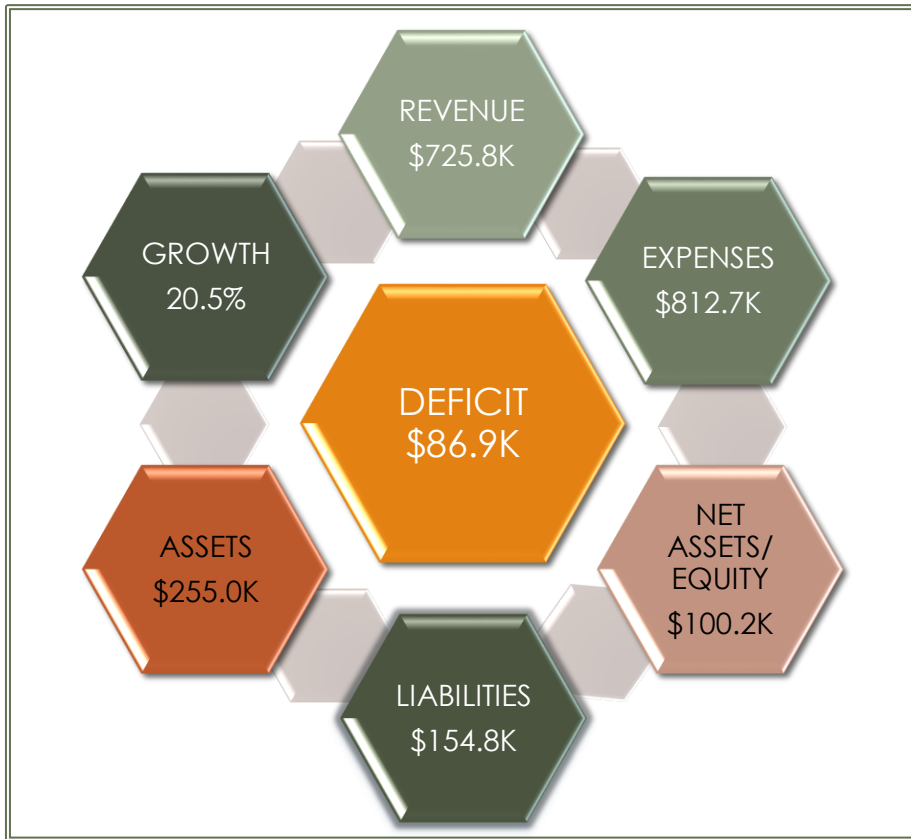 REVENUE
$725.8K
GROWTH
20.5%
EXPENSES
$812.7K
DEFICIT
$86.9K
ASSETS
$255.0K
NET
ASSETS/
EQUITY
$100.2K
LIABILITIES
$154.8K